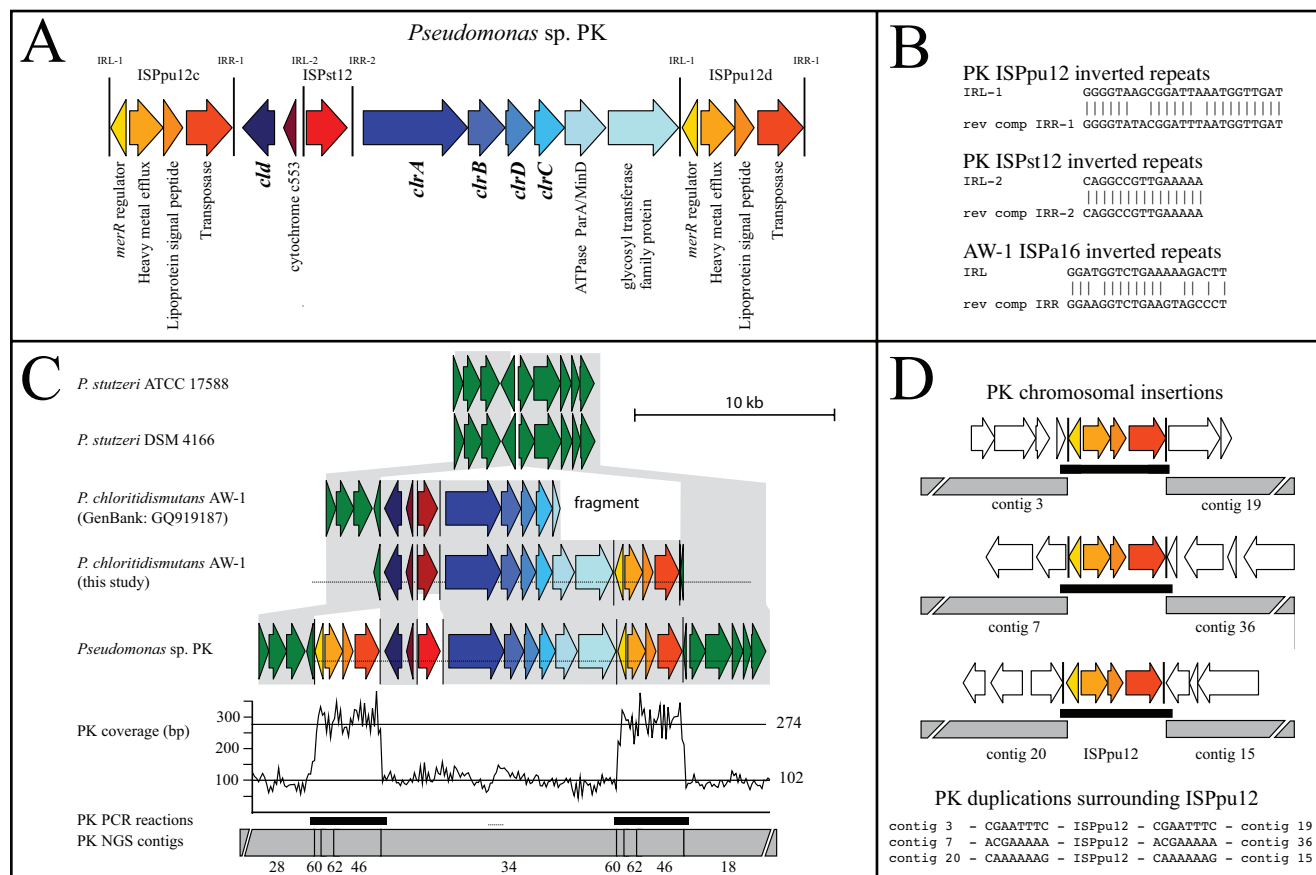 A
Pseudomonas sp. PK
IRL-1
IRR-1
IRL-2
IRR-2
IRL-1
IRR-1
ISPpu12c
ISPst12
ISPpu12d
merR regulator
Heavy metal efflux
Lipoprotein signal peptide
Transposase
cld
cytochrome c553
clrA
clrB
clrD
clrC
ATPase ParA/MinD
glycosyl transferase
family protein
merR regulator
Heavy metal efflux
Lipoprotein signal peptide
Transposase
B
PK ISPpu12 inverted repeats
IRL-1 GGGGTAAGCGGATTAAATGGTTGAT
rev comp IRR-1 GGGGTATACGGATTTAATGGTTGAT
PK ISPst12 inverted repeats
IRL-2 CAGGCCGTTGAAAAA
rev comp IRR-2 CAGGCCGTTGAAAAA
AW-1 ISPa16 inverted repeats
IRL GGATGGTCTGAAAAAGACTT
rev comp IRR GGAAGGTCTGAAGTAGCCCT
C
P. stutzeri ATCC 17588
10 kb
P. stutzeri DSM 4166
P. chloritidismutans AW-1
(GenBank: GQ919187)
fragment
P. chloritidismutans AW-1
(this study)
Pseudomonas sp. PK
PK coverage (bp)
300
200
100
274
102
PK PCR reactions
PK NGS contigs
28 60 62 46 34 60 62 46 18
D
PK chromosomal insertions
contig 3 contig 19
contig 7 contig 36
contig 20 ISPpu12 contig 15
PK duplications surrounding ISPpu12
contig 3 – CGAATTTC – ISPpu12 – CGAATTTC – contig 19
contig 7 – ACGAAAAA – ISPpu12 – ACGAAAAA – contig 36
contig 20 – CAAAAAAG – ISPpu12 – CAAAAAAG – contig 15